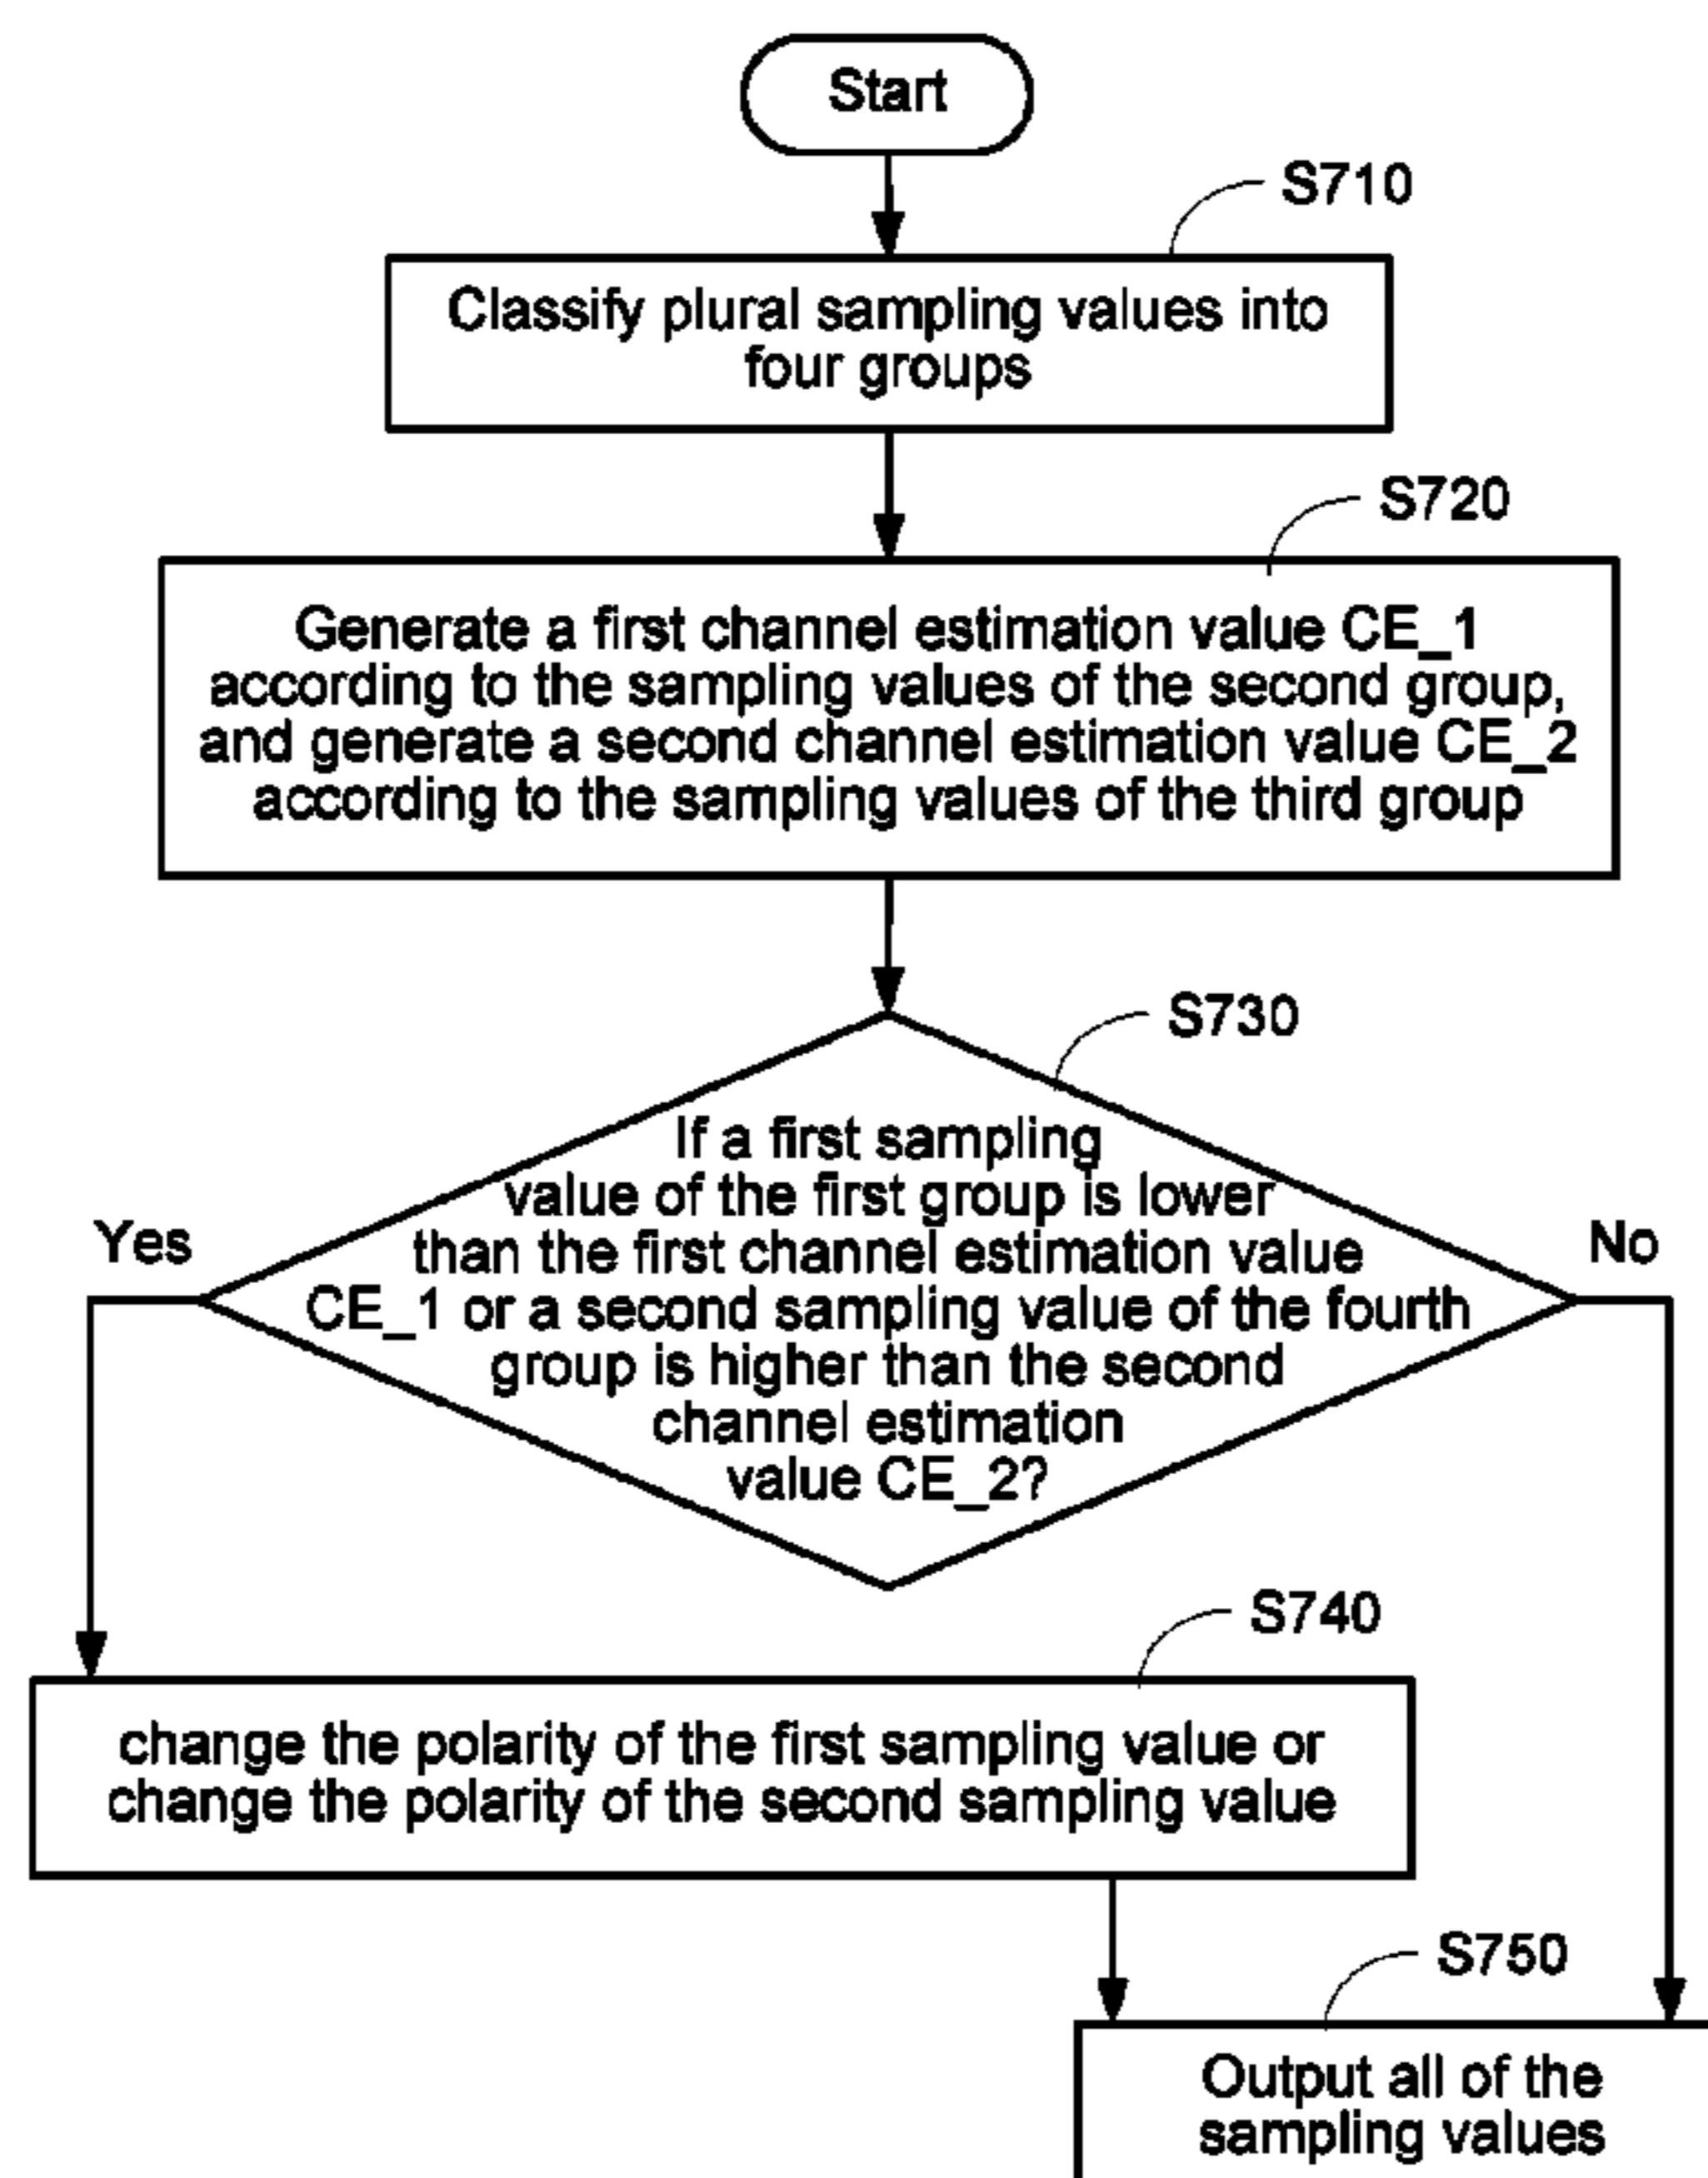 Start
S710
Classify plural sampling values into
four groups
S720
Generate a first channel estimation value CE_1
according to the sampling values of the second group,
and generate a second channel estimation value CE_2
according to the sampling values of the third group
S730
If a first sampling
value of the first group is lower
than the first channel estimation value
CE_1 or a second sampling value of the fourth
group is higher than the second
channel estimation
value CE_2?
Yes
No
S740
change the polarity of the first sampling value or
change the polarity of the second sampling value
S750
Output all of the
sampling values